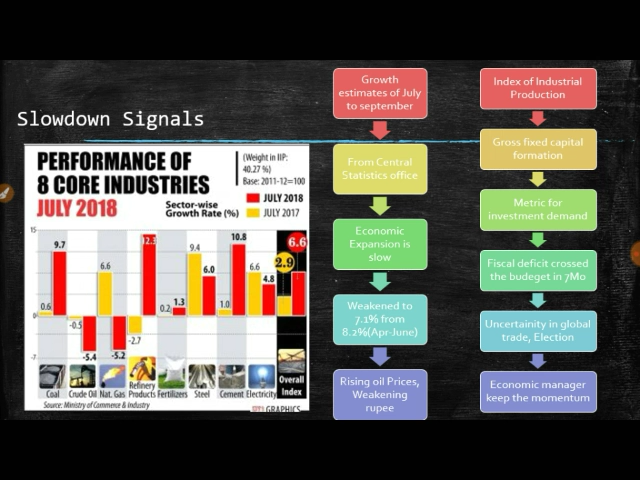 Slowdown Signals
PERFORMANCE OF
8 CORE INDUSTRIES
JULY 2018
(Weight in IIP:
40.27 %)
Base: 2011-12=100
Sector-wise
Growth Rate (%)
JULY 2018
JULY 2017
15
0
-7
0.6
9.7
-0.5
-5.4
6.6
-5.2
-2.7
12.3
0.2
1.3
9.4
6.0
1.0
10.8
6.6
4.8
2.9
6.6
Coal
Crude Oil
Nat. Gas
Refinery
Products
Fertilizers
Steel
Cement
Electricity
Overall
Index
Source: Ministry of Commerce & Industry
GRAPHICS
Growth
estimates of July
to september
From Central
Statistics office
Economic
Expansion is
slow
Weakened to
7.1% from
8.2%(Apr-June)
Rising oil Prices,
Weakening
rupee
Index of Industrial
Production
Gross fixed capital
formation
Metric for
investment demand
Fiscal deficit crossed
the budeget in 7Mo
Uncertainity in global
trade, Election
Economic manager
keep the momentum